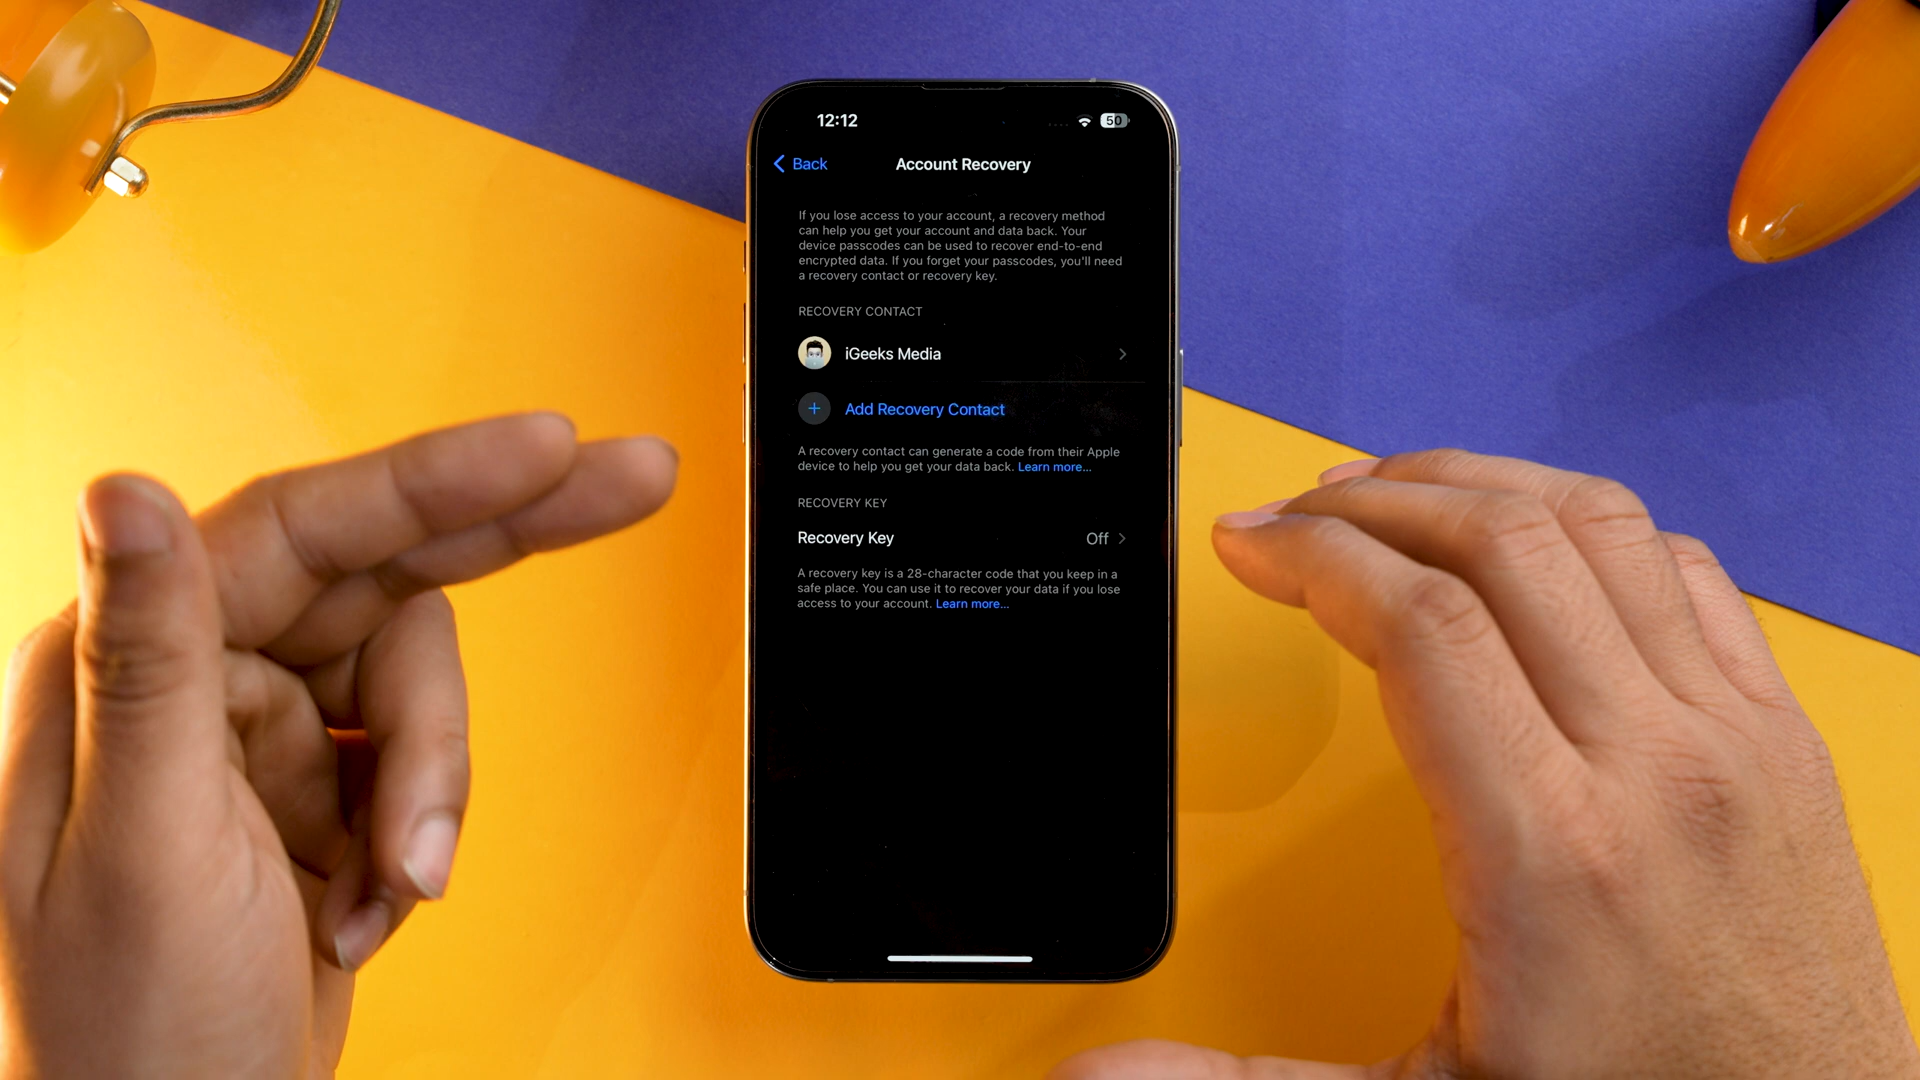 12:12
50
Back
Account Recovery
If you lose access to your account, a recovery method
can help you get your account and data back. Your
device passcodes can be used to recover end-to-end
encrypted data. If you forget your passcodes, you'll need
a recovery contact or recovery key.
RECOVERY CONTACT
iGeeks Media
Add Recovery Contact
A recovery contact can generate a code from their Apple
device to help you get your data back. Learn more...
RECOVERY KEY
Recovery Key Off
A recovery key is a 28-character code that you keep in a
safe place. You can use it to recover your data if you lose
access to your account. Learn more...